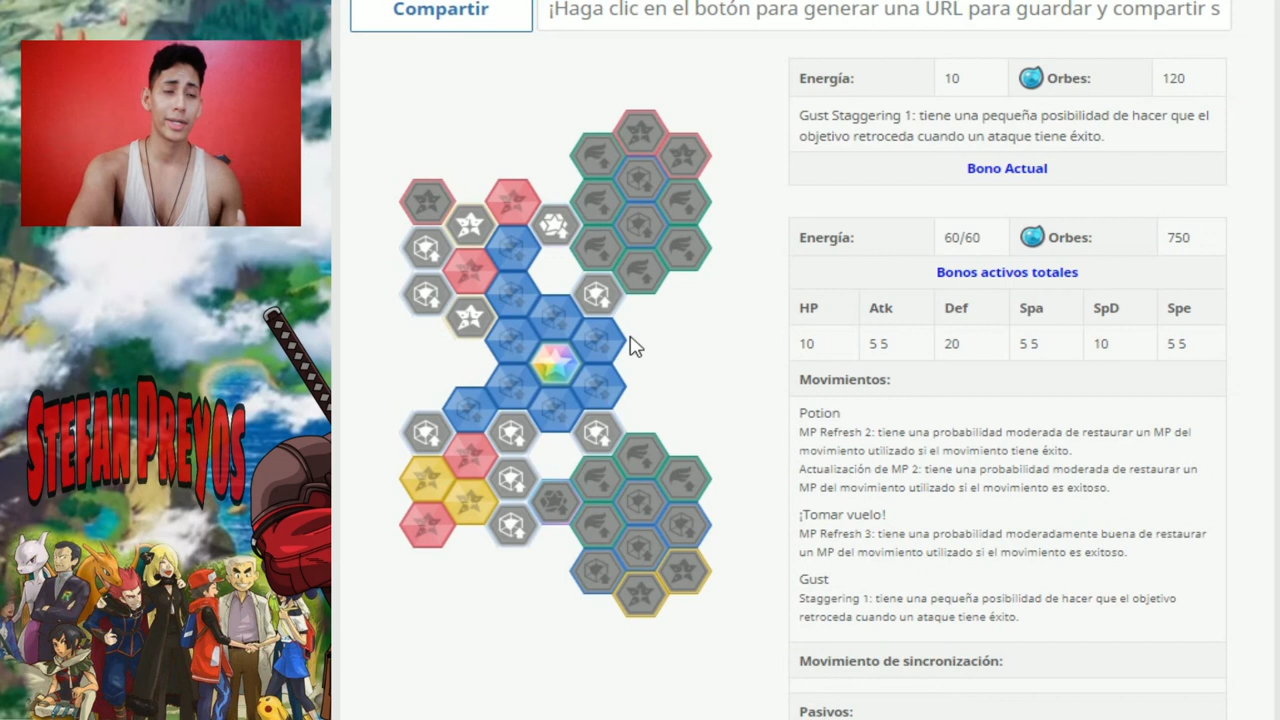 Compartir
¡Haga clic en el botón para generar una URL para guardar y compartir s
Energía: 10 Orbes: 120
Gust Staggering 1: tiene una pequeña posibilidad de hacer que el
objetivo retroceda cuando un ataque tiene éxito.
Bono Actual
Energía: 60/60 Orbes: 750
Bonos activos totales
HP Atk Def Spa SpD Spe
10 5 5 20 5 5 10 5 5
Movimientos:
Potion
MP Refresh 2: tiene una probabilidad moderada de restaurar un MP del
movimiento utilizado si el movimiento tiene éxito.
Actualización de MP 2: tiene una probabilidad moderada de restaurar un
MP del movimiento utilizado si el movimiento es exitoso.
¡Tomar vuelo!
MP Refresh 3: tiene una probabilidad moderadamente buena de restaurar
un MP del movimiento utilizado si el movimiento es exitoso.
Gust
Staggering 1: tiene una pequeña posibilidad de hacer que el objetivo
retroceda cuando un ataque tiene éxito.
Movimiento de sincronización:
Pasivos:
STEFAN PREYOS